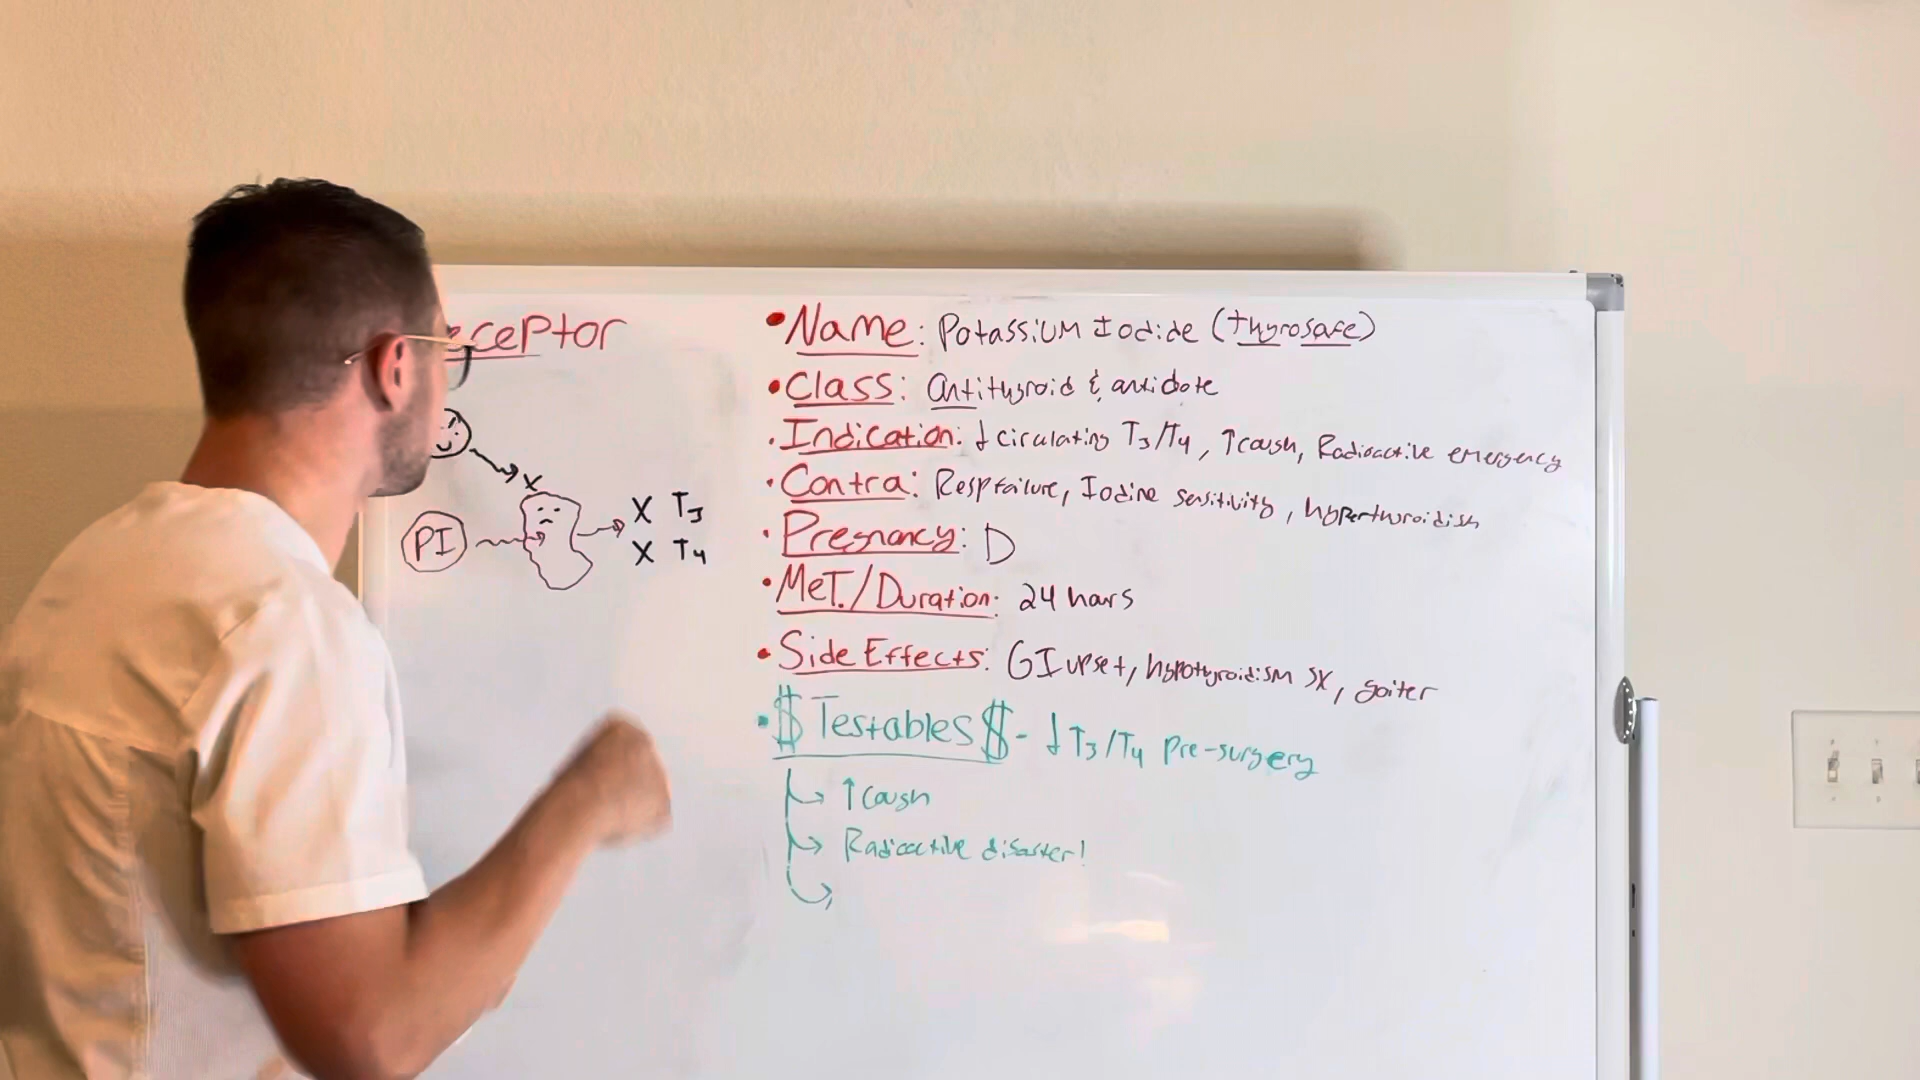 eceptor
PI
X T3
X T4
• Name: Potassium Iodide (thyrosafe)
• Class: Antithyroid & antidote
• Indication: ↓ circulating T3/T4, ↑ cough, Radioactive emergency
• Contra: Resp failure, Iodine sensitivity, hyperthyroidism
• Pregnancy: D
• MeT./Duration: 24 hours
• Side Effects: GI upset, hypothyroidism sx, goiter
• $ Testables $ - ↓ T3/T4 pre-surgery
↑ Cough
Radioactive disaster!